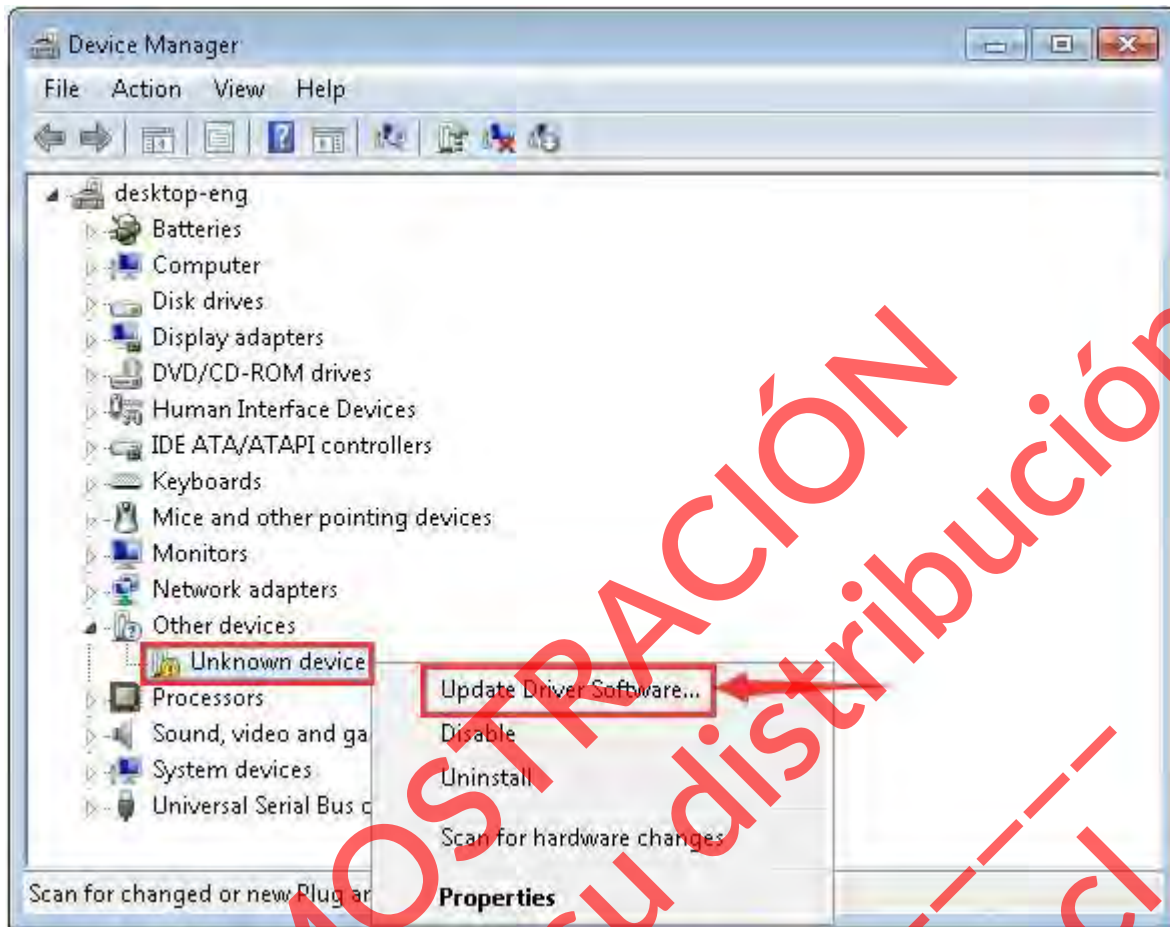 Device Manager
File Action View Help
desktop-eng
Batteries
Computer
Disk drives
Display adapters
DVD/CD-ROM drives
Human Interface Devices
IDE ATA/ATAPI controllers
Keyboards
Mice and other pointing devices
Monitors
Network adapters
Other devices
Unknown device
Processors
Sound, video and ga
System devices
Universal Serial Bus c
Update Driver Software...
Disable
Uninstall
Scan for hardware changes
Properties
Scan for changed or new Plug ar
MOSTRACIÓN
su distribución